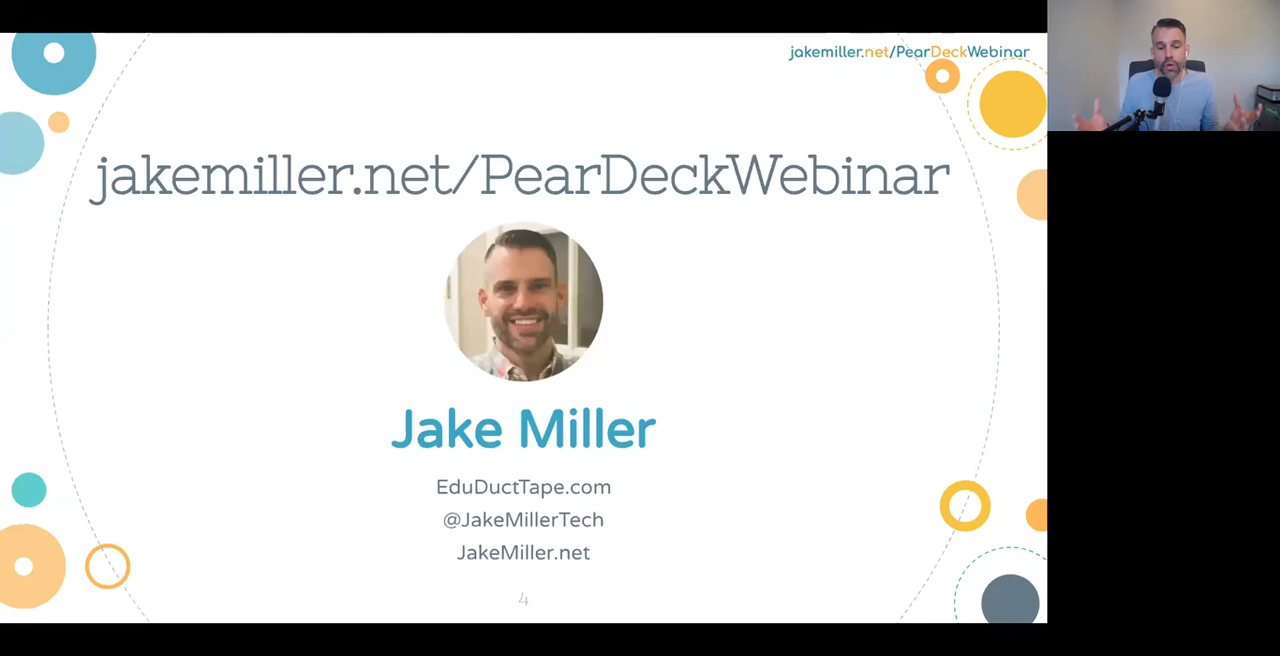 jakemiller.net/PearDeckWebinar
jakemiller.net/PearDeckWebinar
Jake Miller
EduDuctTape.com
@JakeMillerTech
JakeMiller.net
4